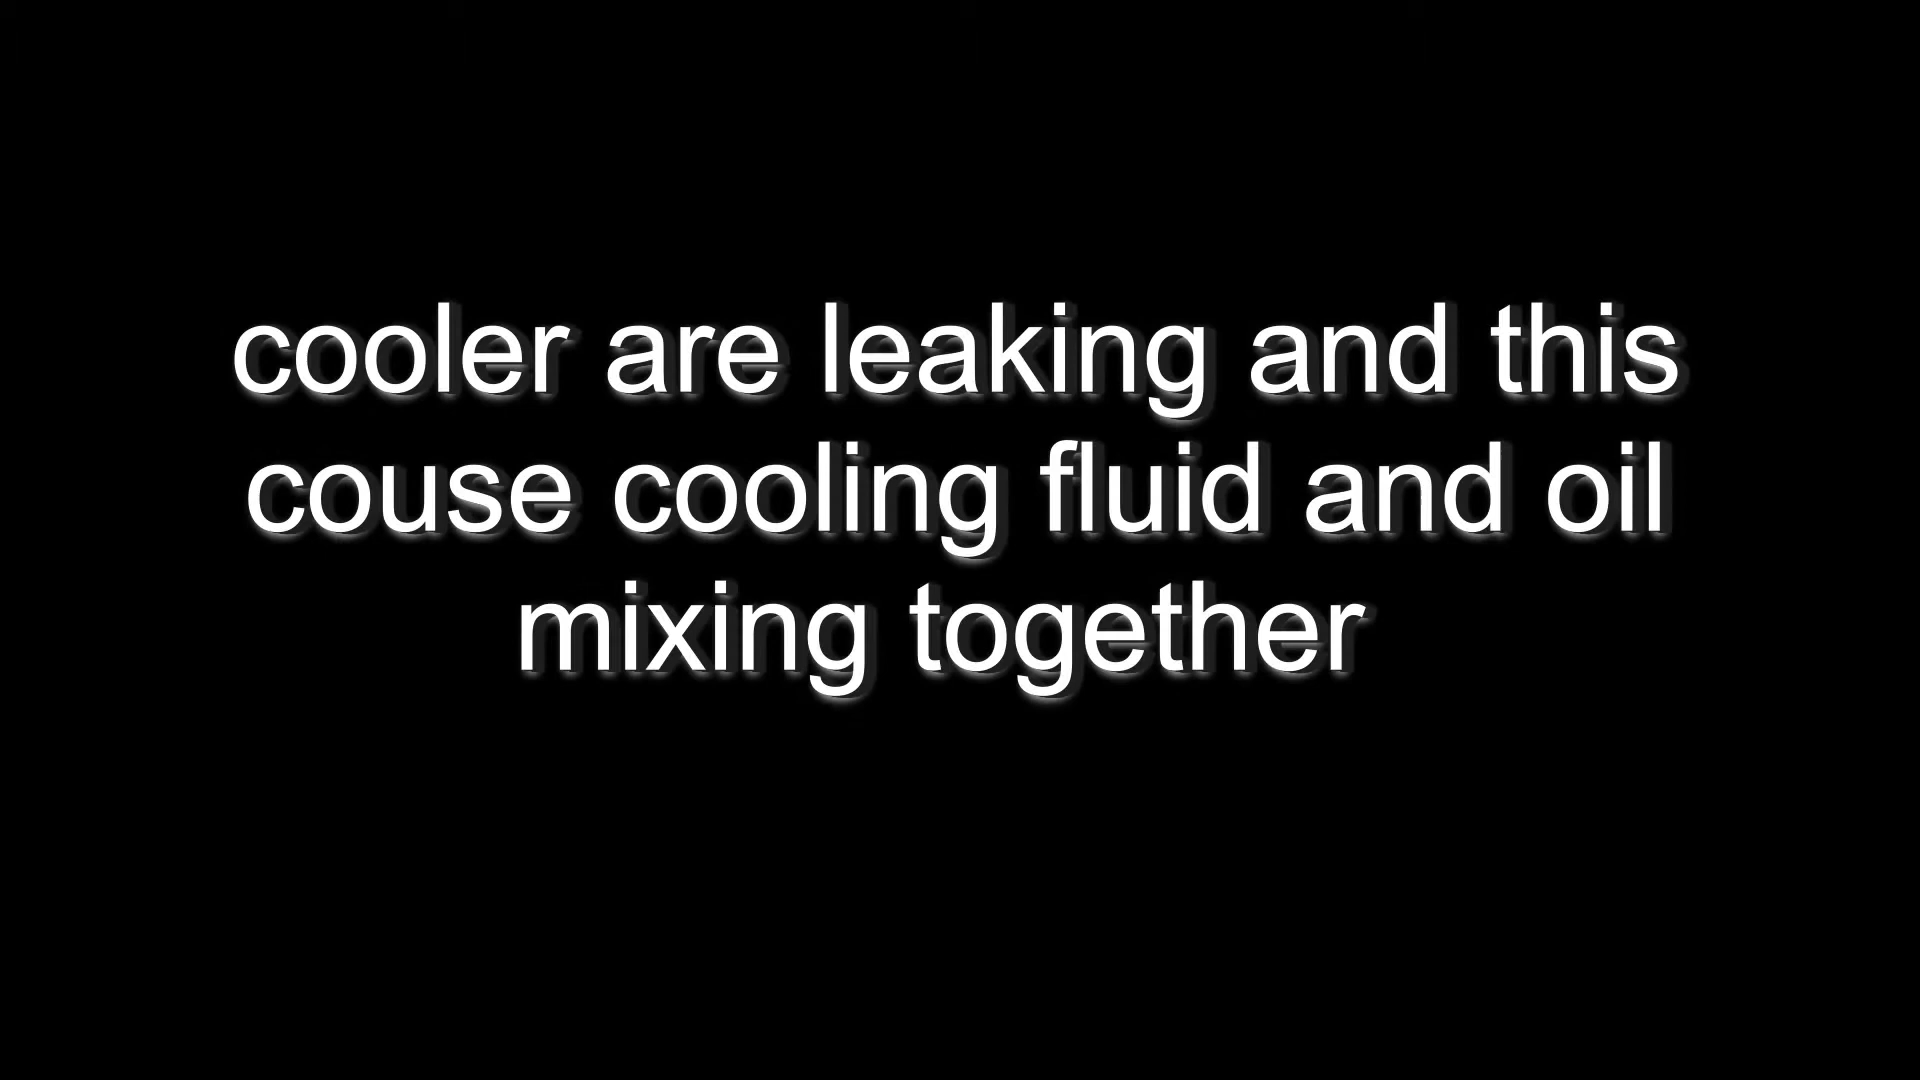 cooler are leaking and this
couse cooling fluid and oil
mixing together